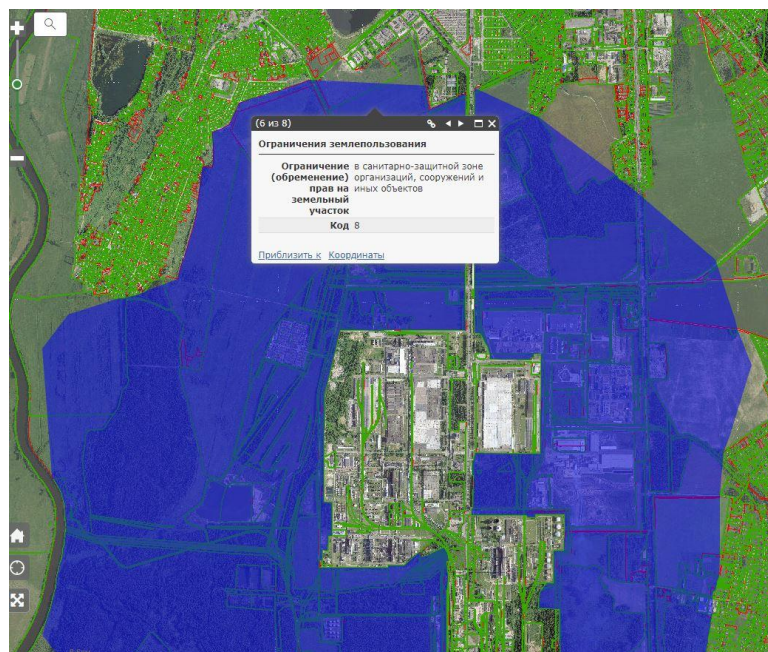 (6 из 8)
Ограничения землепользования
Ограничение в санитарно-защитной зоне
(обременение) организаций, сооружений и
прав на иных объектов
земельный
участок
Код 8
Приблизить к Координаты